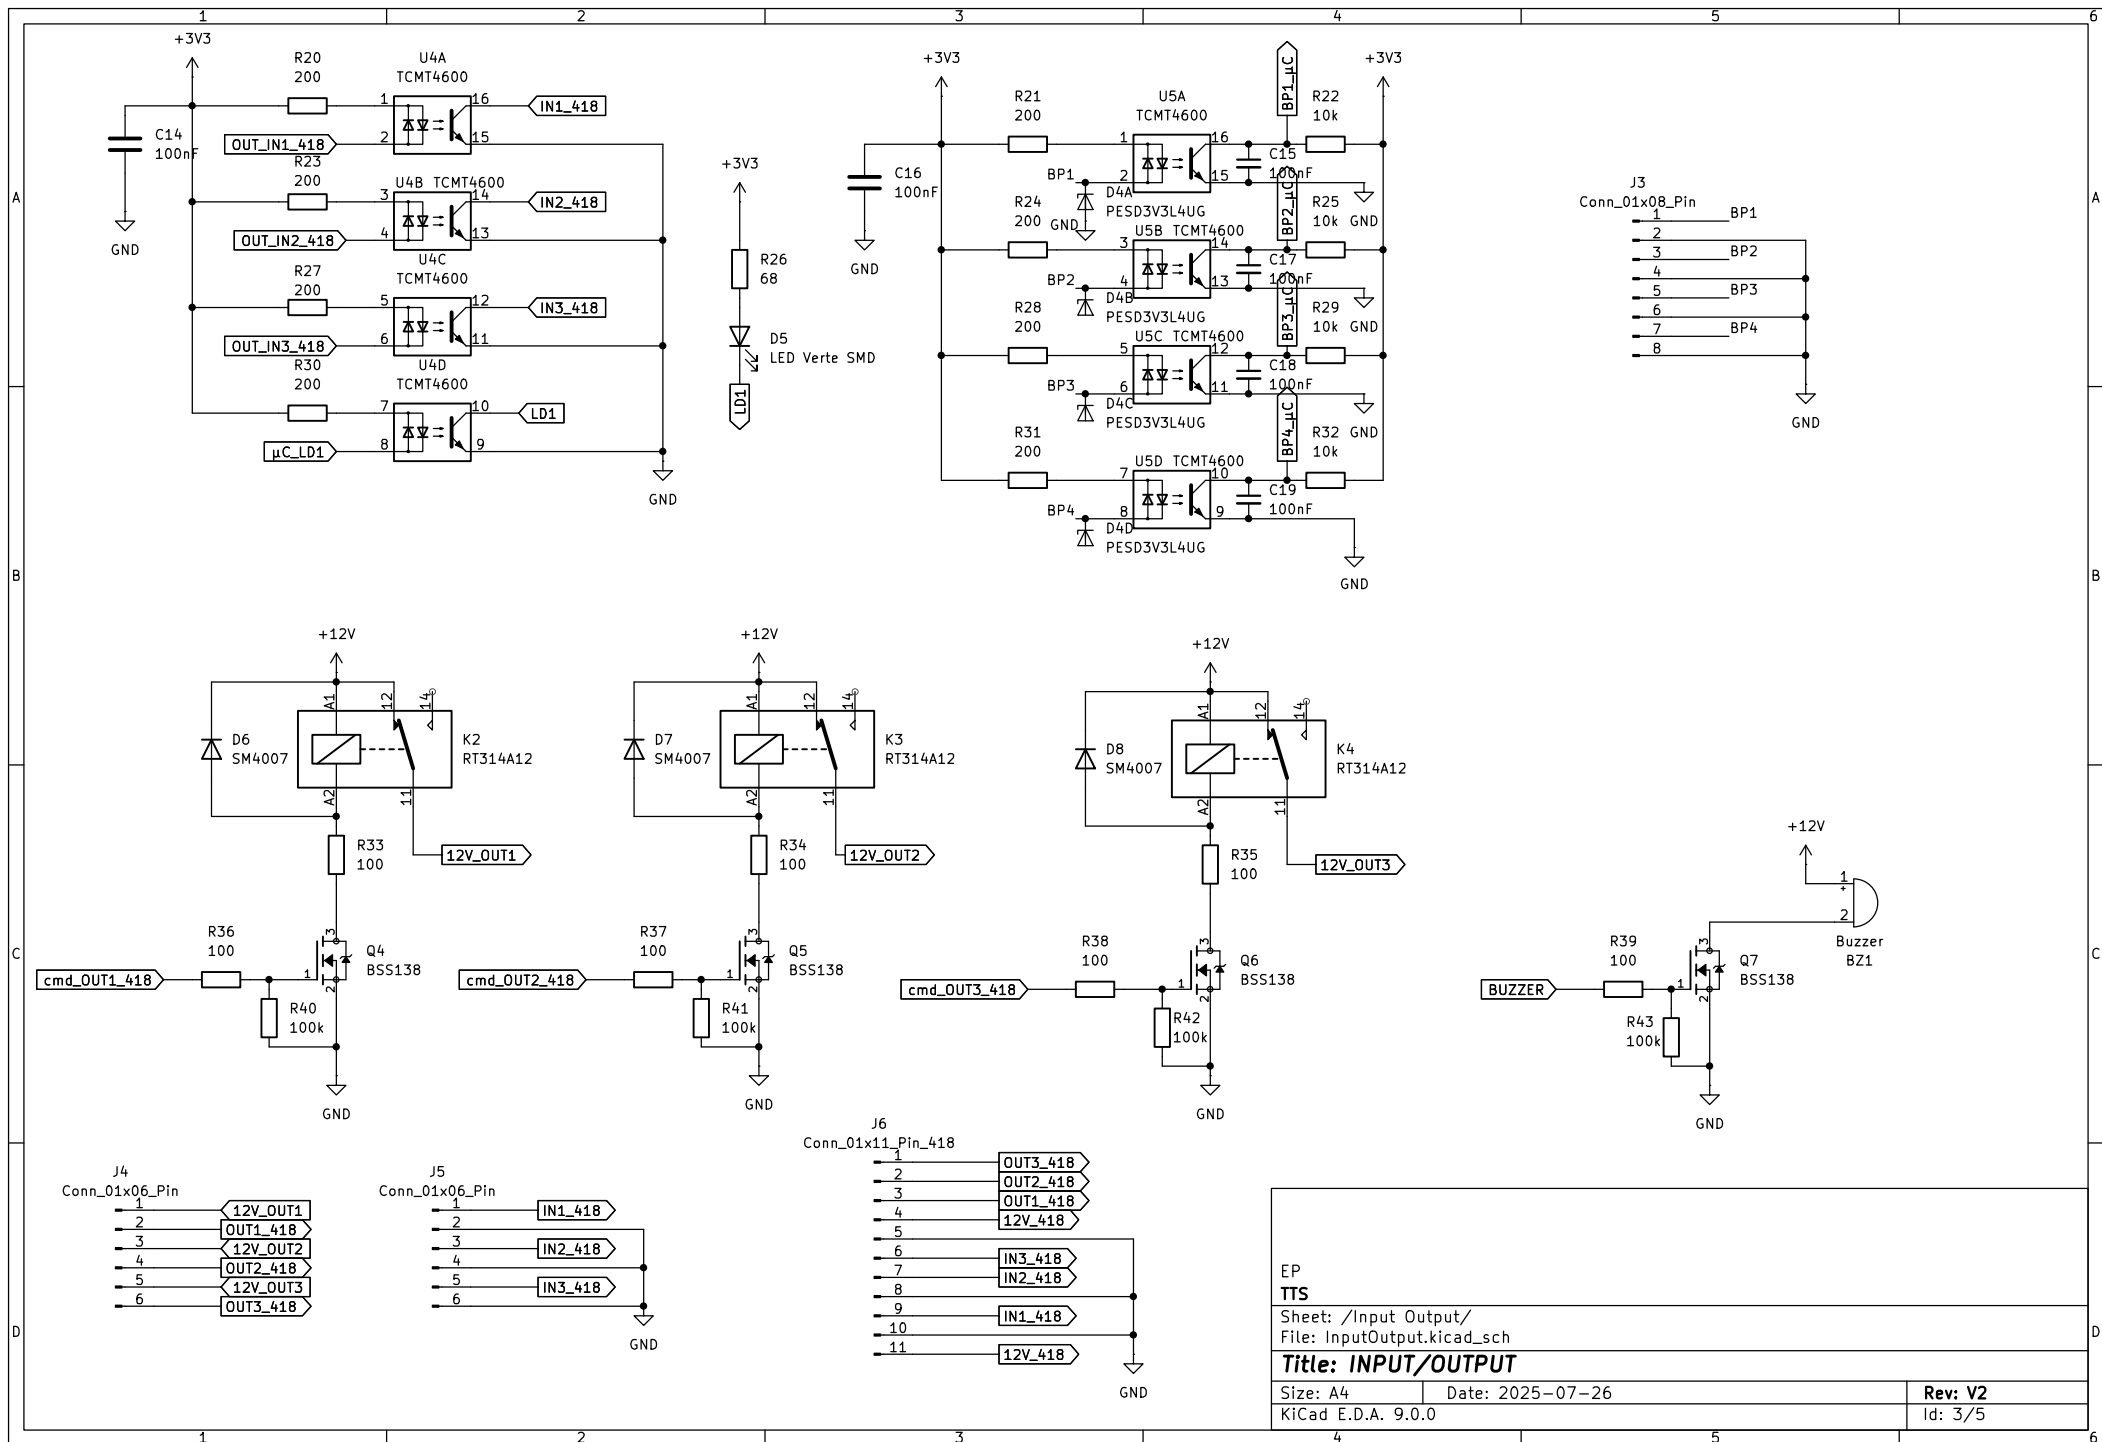 1 2 3 4 5 6
A
B
C
D
+3V3
C14
100nF
GND
R20
200
U4A
TCMT4600
1
2
16
15
OUT_IN1_418
IN1_418
R23
200
U4B TCMT4600
3
4
14
13
OUT_IN2_418
IN2_418
R27
200
U4C
TCMT4600
5
6
12
11
OUT_IN3_418
IN3_418
R30
200
U4D
TCMT4600
7
8
10
9
µC_LD1
LD1
GND
+3V3
R26
68
D5
LED Verte SMD
LD1
+3V3
C16
100nF
GND
R21
200
U5A
TCMT4600
1
2
16
15
BP1
D4A
PESD3V3L4UG
GND
BP1_µC
C15
100nF
R22
10k
+3V3
GND
R24
200
U5B TCMT4600
3
4
14
13
BP2
D4B
PESD3V3L4UG
BP2_µC
C17
100nF
R25
10k
GND
R28
200
U5C TCMT4600
5
6
12
11
BP3
D4C
PESD3V3L4UG
BP3_µC
C18
100nF
R29
10k
GND
R31
200
U5D TCMT4600
7
8
10
9
BP4
D4D
PESD3V3L4UG
BP4_µC
C19
100nF
R32
10k
GND
J3
Conn_01x08_Pin
1 BP1
2
3 BP2
4
5 BP3
6
7 BP4
8
GND
+12V
D6
SM4007
A1
12
14
A2
11
K2
RT314A12
R33
100
12V_OUT1
R36
100
cmd_OUT1_418
1
3
2
Q4
BSS138
R40
100k
GND
+12V
D7
SM4007
A1
12
14
A2
11
K3
RT314A12
R34
100
12V_OUT2
R37
100
cmd_OUT2_418
1
3
2
Q5
BSS138
R41
100k
GND
+12V
D8
SM4007
A1
12
14
A2
11
K4
RT314A12
R35
100
12V_OUT3
R38
100
cmd_OUT3_418
1
3
2
Q6
BSS138
R42
100k
GND
+12V
1
+
2
Buzzer
BZ1
R39
100
BUZZER
1
3
2
Q7
BSS138
R43
100k
GND
J4
Conn_01x06_Pin
1 12V_OUT1
2 OUT1_418
3 12V_OUT2
4 OUT2_418
5 12V_OUT3
6 OUT3_418
J5
Conn_01x06_Pin
1 IN1_418
2
3 IN2_418
4
5 IN3_418
6
GND
J6
Conn_01x11_Pin_418
1 OUT3_418
2 OUT2_418
3 OUT1_418
4 12V_418
5
6 IN3_418
7 IN2_418
8
9 IN1_418
10
11 12V_418
GND
EP
TTS
Sheet: /Input Output/
File: InputOutput.kicad_sch
Title: INPUT/OUTPUT
Size: A4 Date: 2025-07-26 Rev: V2
KiCad E.D.A. 9.0.0 Id: 3/5
A
B
C
D
1 2 3 4 5 6